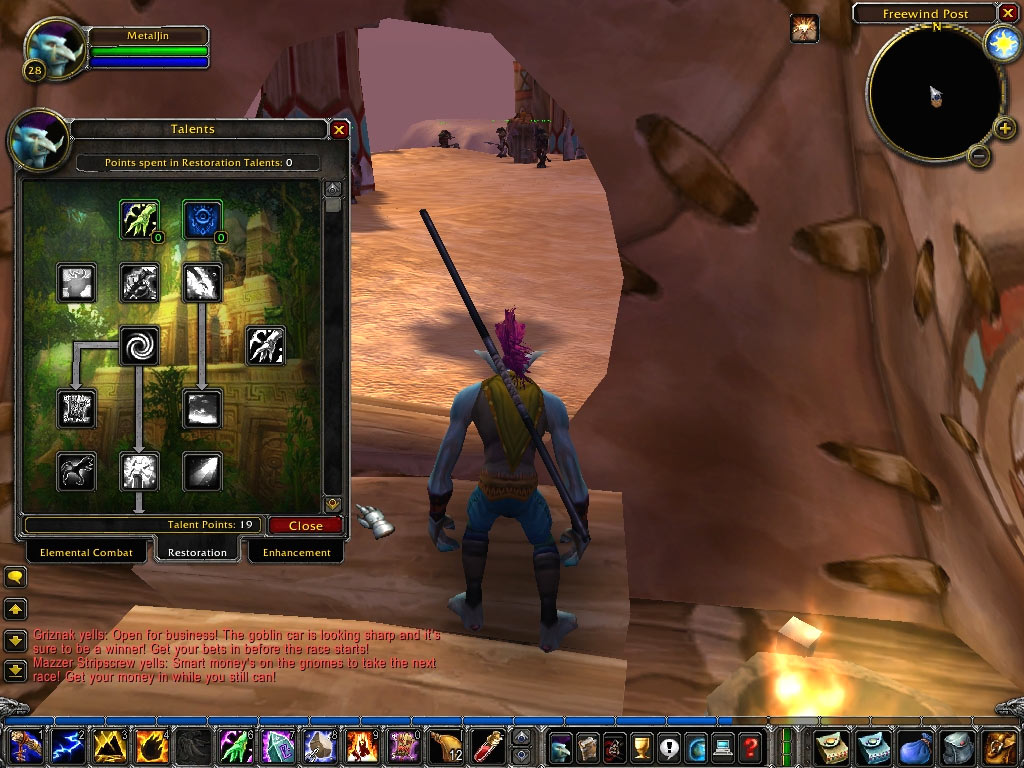 Metaljin
28
Freewind Post
N
Talents
Points spent in Restoration Talents: 0
0
0
Talent Points: 19
Close
Elemental Combat
Restoration
Enhancement
Griznak yells: Open for business! The goblin car is looking sharp and it's
sure to be a winner! Get your bets in before the race starts!
Mazzer Stripscrew yells: Smart money's on the gnomes to take the next
race! Get your money in while you still can!
12